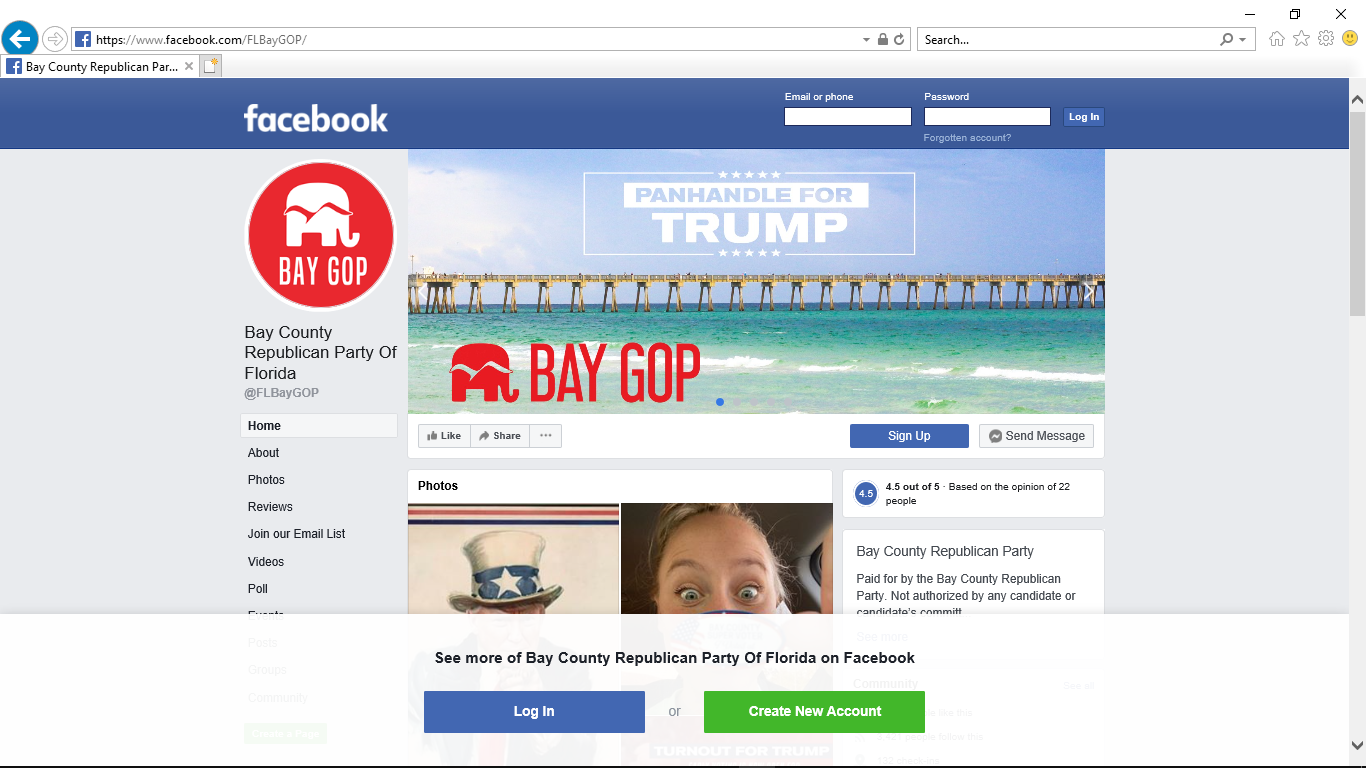 https://www.facebook.com/FLBayGOP/
Search...
Bay County Republican Par...
facebook
Email or phone
Password
Log In
Forgotten account?
BAY GOP
PANHANDLE FOR
TRUMP
BAY GOP
Bay County
Republican Party Of
Florida
@FLBayGOP
Home
About
Photos
Reviews
Join our Email List
Videos
Poll
Events
Posts
Groups
Community
Create a Page
Like
Share
Sign Up
Send Message
Photos
4.5
4.5 out of 5 · Based on the opinion of 22
people
Bay County Republican Party
Paid for by the Bay County Republican
Party. Not authorized by any candidate or
candidate's committ
See more
Community
See all
like this
people follow this
TURNOUT FOR TRUMP
See more of Bay County Republican Party Of Florida on Facebook
Log In
or
Create New Account